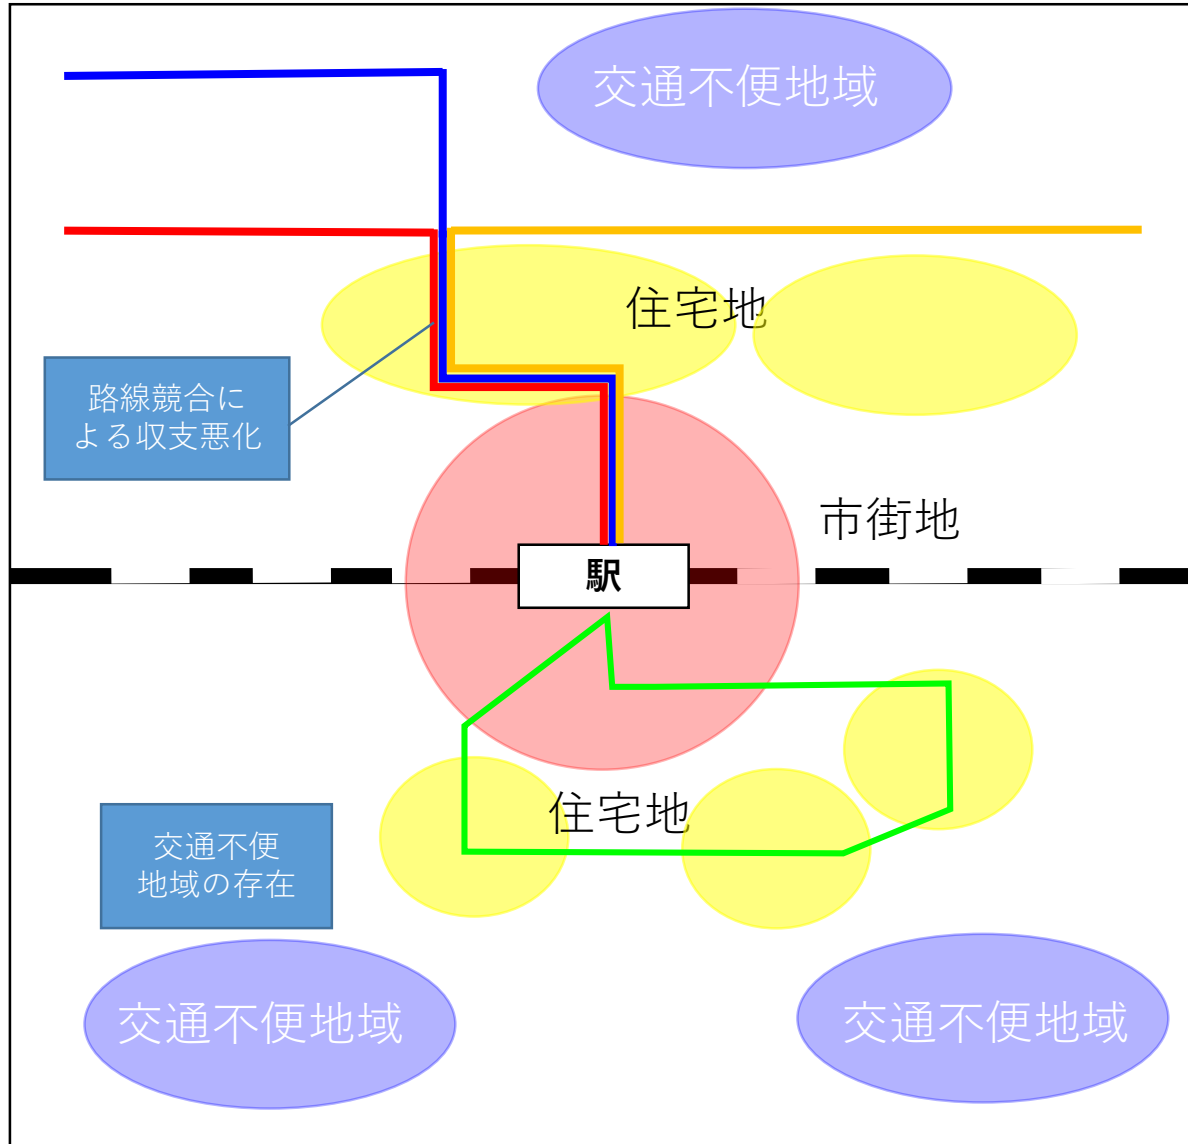 交通不便地域
住宅地
路線競合に
よる収支悪化
市街地
駅
住宅地
交通不便
地域の存在
交通不便地域
交通不便地域